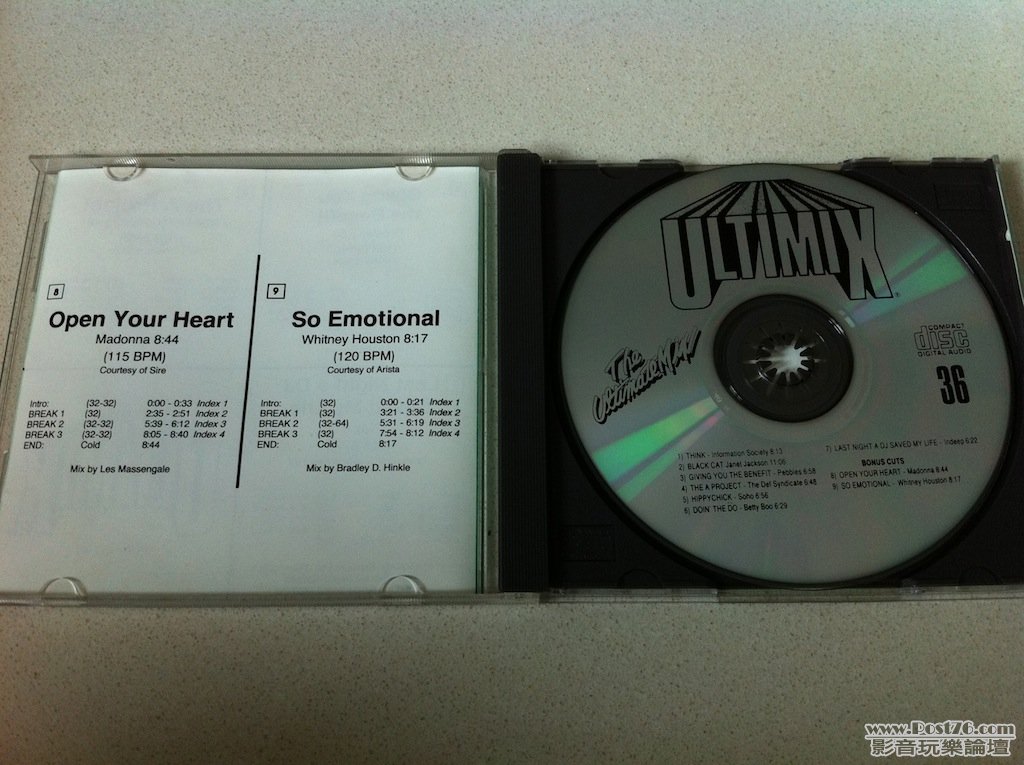 8
Open Your Heart
Madonna 8:44
(115 BPM)
Courtesy of Sire
Intro: (32-32) 0:00 - 0:33 Index 1
BREAK 1 (32) 2:35 - 2:51 Index 2
BREAK 2 (32-32) 5:39 - 6:12 Index 3
BREAK 3 (32-32) 8:05 - 8:40 Index 4
END: Cold 8:44
Mix by Les Massengale
9
So Emotional
Whitney Houston 8:17
(120 BPM)
Courtesy of Arista
Intro: (32) 0:00 - 0:21 Index 1
BREAK 1 (32) 3:21 - 3:36 Index 2
BREAK 2 (32-64) 5:31 - 6:19 Index 3
BREAK 3 (32) 7:54 - 8:12 Index 4
END: Cold 8:17
Mix by Bradley D. Hinkle
ULTIMIX®
The
Ultimate Mix!
COMPACT
disc
DIGITAL AUDIO
36
1) THINK - Information Society 8:13
2) BLACK CAT Janet Jackson 11:06
3) GIVING YOU THE BENEFIT - Pebbles 6:58
4) THE A PROJECT - The Def Syndicate 6:48
5) HIPPYCHICK - Soho 6:56
6) DOIN' THE DO - Betty Boo 6:29
7) LAST NIGHT A DJ SAVED MY LIFE - Indeep 6:22
BONUS CUTS
8) OPEN YOUR HEART - Madonna 8:44
9) SO EMOTIONAL - Whitney Houston 8:17
www.Post76.com
影音玩樂論壇